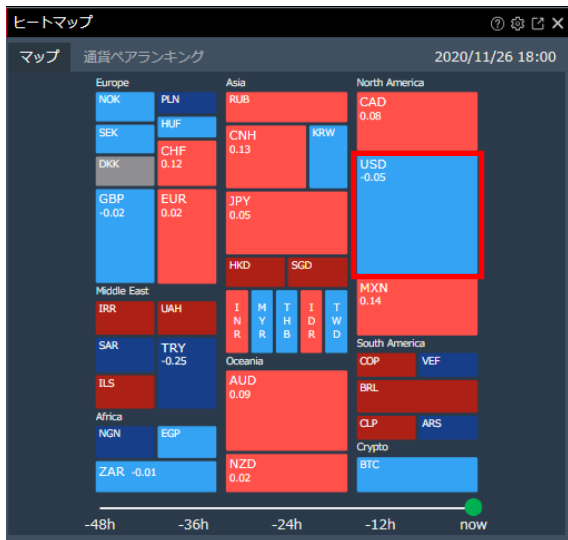 ヒートマップ
マップ 通貨ペアランキング 2020/11/26 18:00
Europe
NOK
PLN
SEK
HUF
DKK
CHF
0.12
GBP
-0.02
EUR
0.02
Middle East
IRR
UAH
SAR
TRY
-0.25
ILS
Africa
NGN
EGP
ZAR -0.01
Asia
RUB
CNH
0.13
KRW
JPY
0.05
HKD
SGD
INR
MYR
THB
IDR
TWD
Oceania
AUD
0.09
NZD
0.02
North America
CAD
0.08
USD
-0.05
MXN
0.14
South America
COP
VEF
BRL
CLP
ARS
Crypto
BTC
-48h -36h -24h -12h now